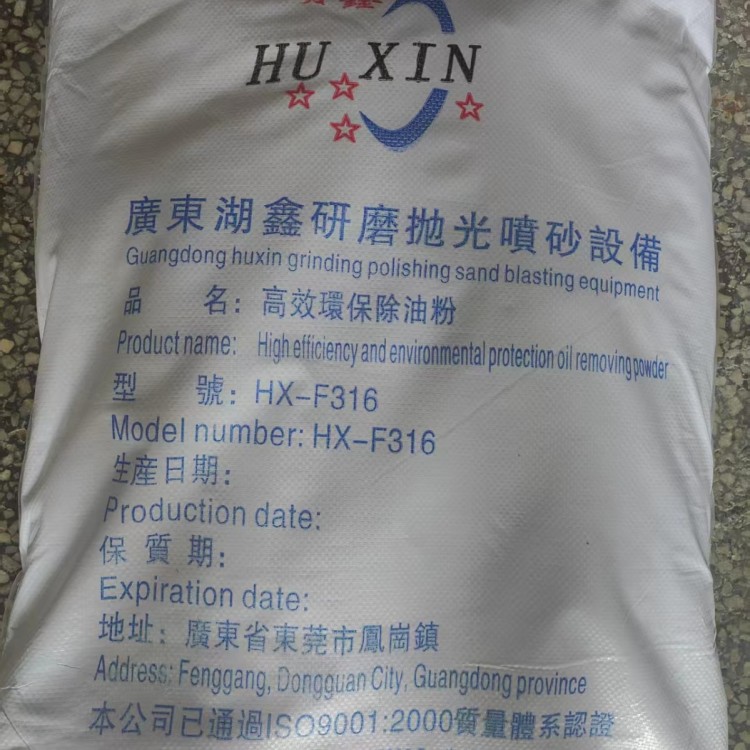 HU XIN
廣東湖鑫研磨抛光噴砂設備
Guangdong huxin grinding polishing sand blasting equipment
品 名：高效環保除油粉
Product name: High efficiency and environmental protection oil removing powder
型 號：HX-F316
Model number: HX-F316
生産日期：
Production date:
保質期：
Expiration date:
地址：廣東省東莞市鳳崗鎮
Address: Fenggang, Dongguan City, Guangdong province
本公司已通過ISO9001:2000質量體系認證